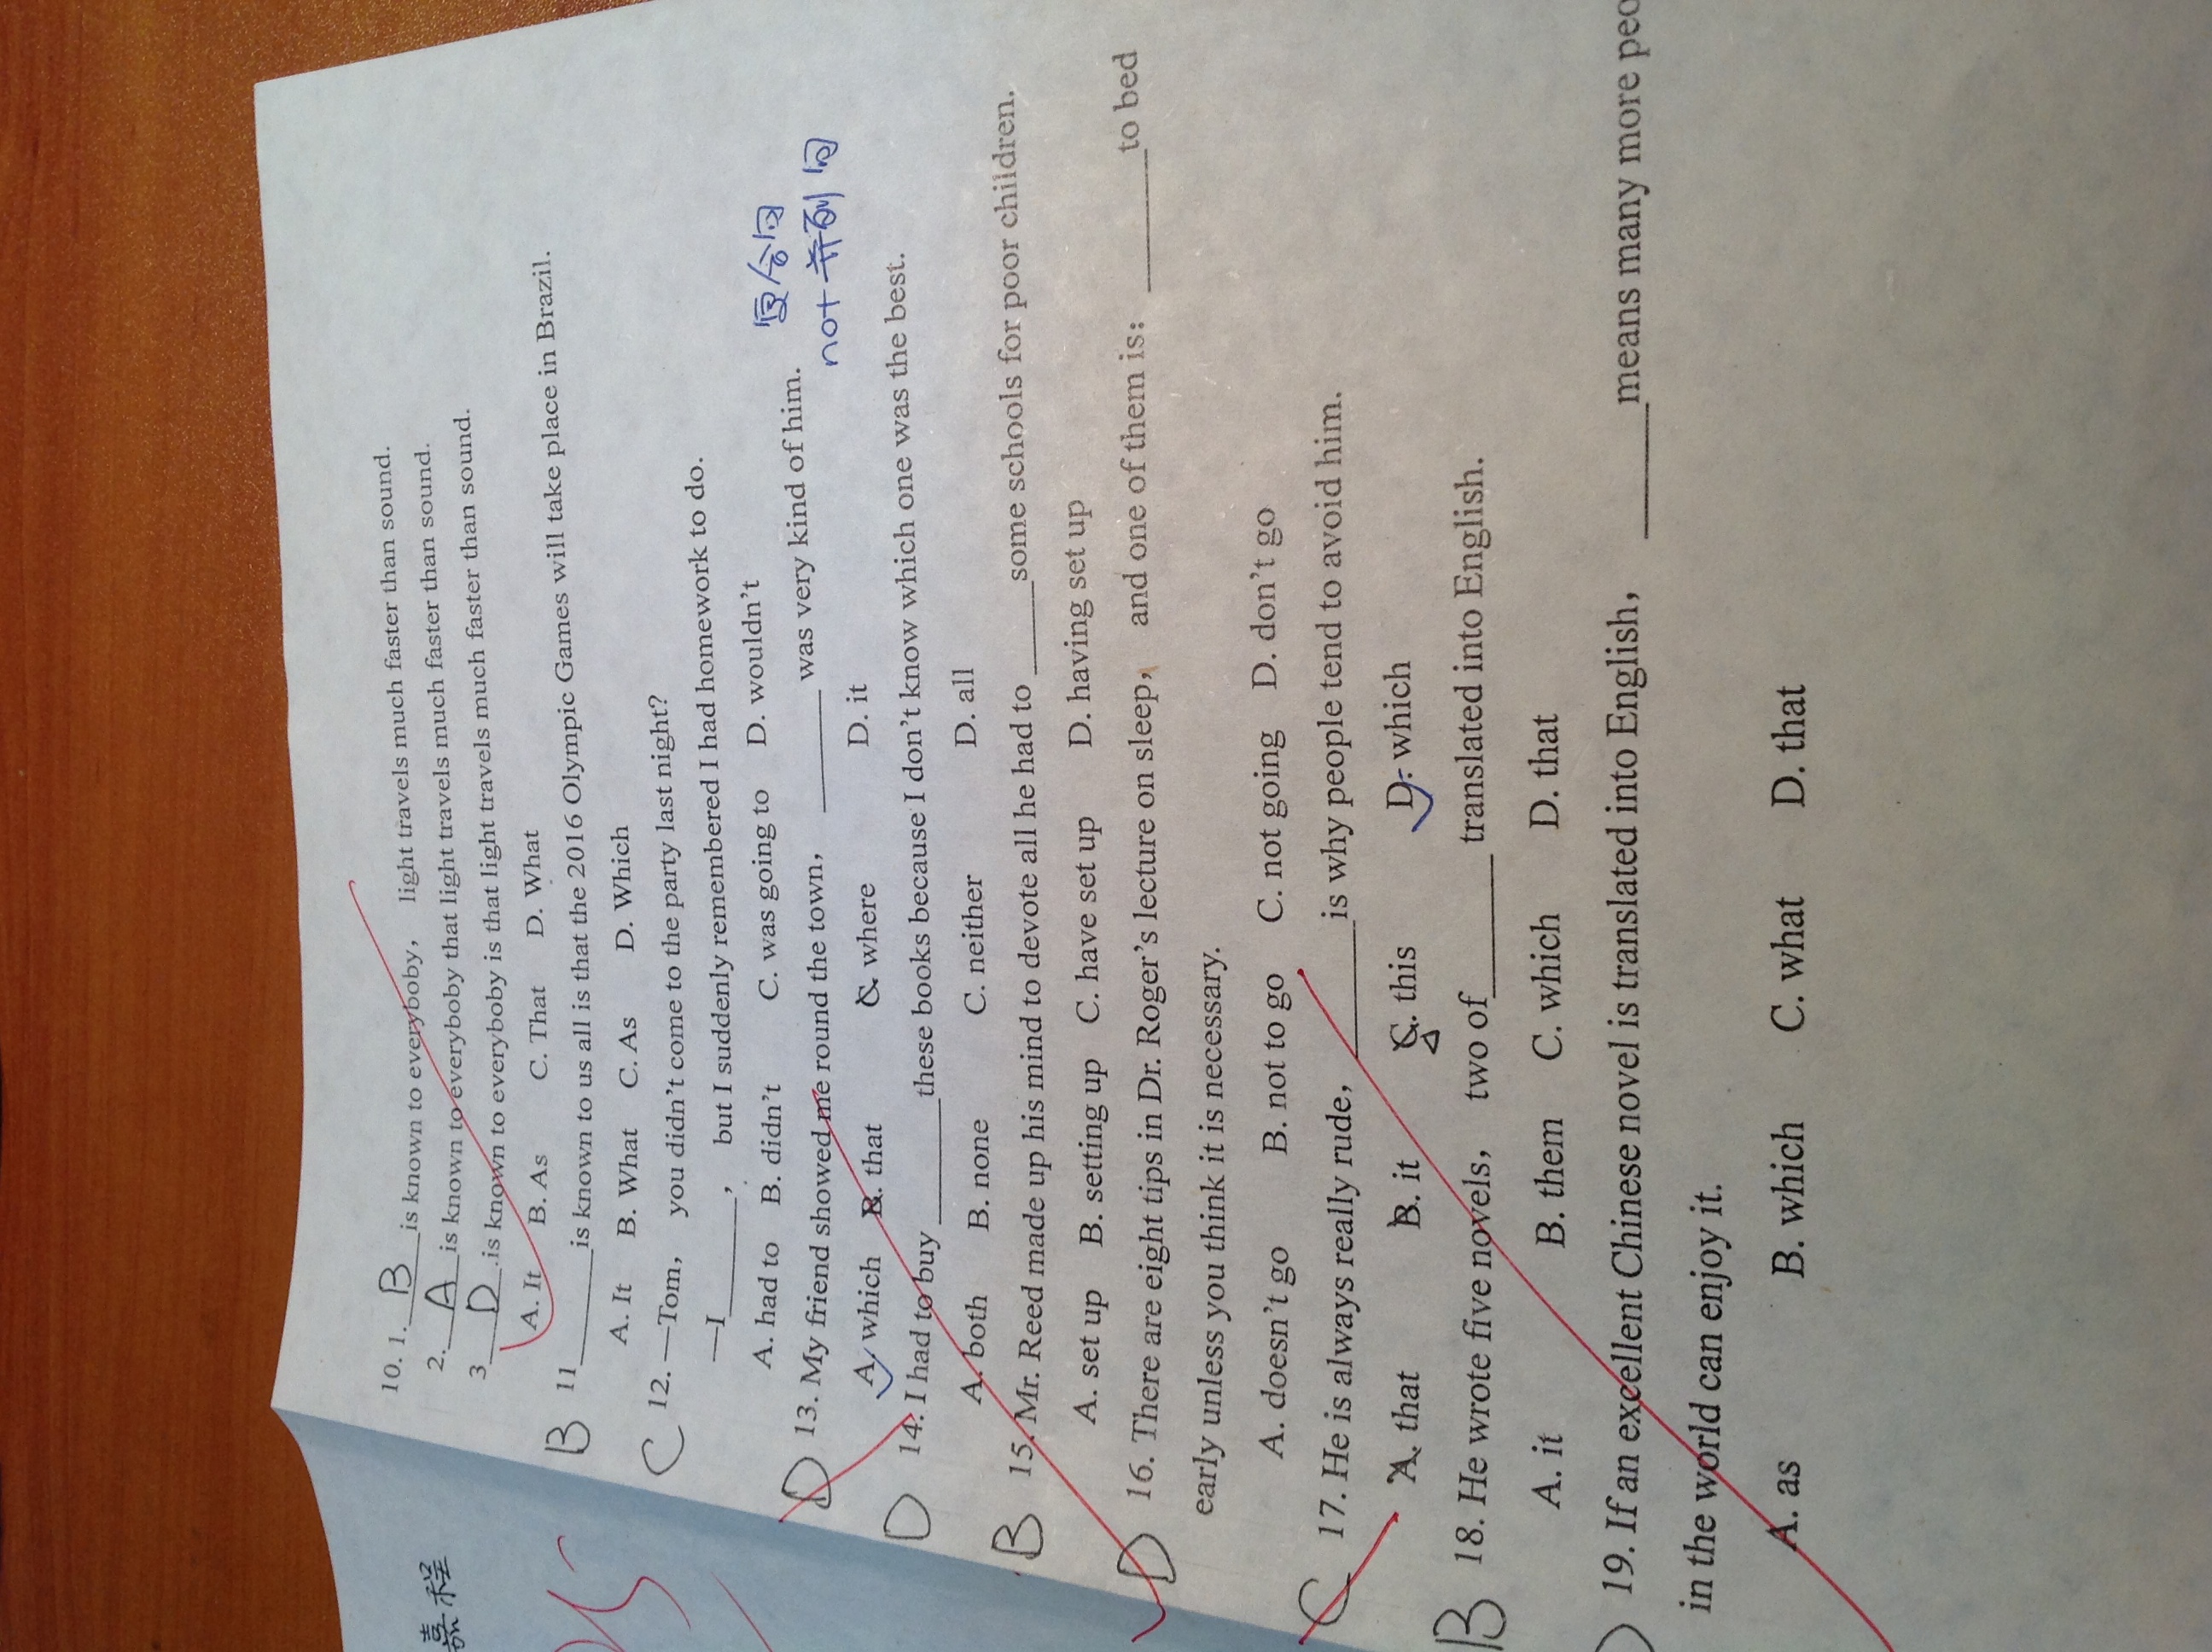 嘉程
10. 1. B is known to everyboby, light travels much faster than sound.
2. A is known to everyboby that light travels much faster than sound.
3 D .is known to everyboby is that light travels much faster than sound.
A. It B. As C. That D. What
B 11______is known to us all is that the 2016 Olympic Games will take place in Brazil.
A. It B. What C. As D. Which
C 12. —Tom, you didn't come to the party last night?
—I______, but I suddenly remembered I had homework to do.
A. had to B. didn't C. was going to D. wouldn't
复合句
D 13. My friend showed me round the town, ______ was very kind of him.
not 并列句
A. which B. that C. where D. it
D 14. I had to buy ______these books because I don't know which one was the best.
A. both B. none C. neither D. all
B 15. Mr. Reed made up his mind to devote all he had to _____some schools for poor children.
A. set up B. setting up C. have set up D. having set up
D 16. There are eight tips in Dr. Roger's lecture on sleep, and one of them is: ______to bed
early unless you think it is necessary.
A. doesn't go B. not to go C. not going D. don't go
C 17. He is always really rude, ______is why people tend to avoid him.
A. that B. it C. this D. which
B 18. He wrote five novels, two of______ translated into English.
A. it B. them C. which D. that
19. If an excellent Chinese novel is translated into English, ______means many more peo
in the world can enjoy it.
A. as B. which C. what D. that